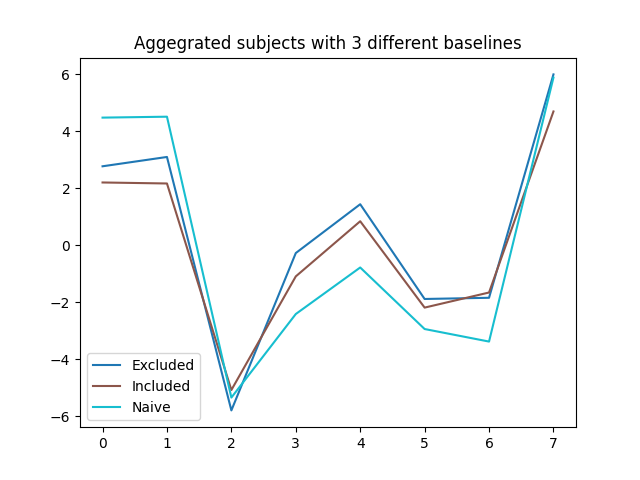 Aggegrated subjects with 3 different baselines
6
4
2
0
−2
−4
−6
Excluded
Included
Naive
0 1 2 3 4 5 6 7